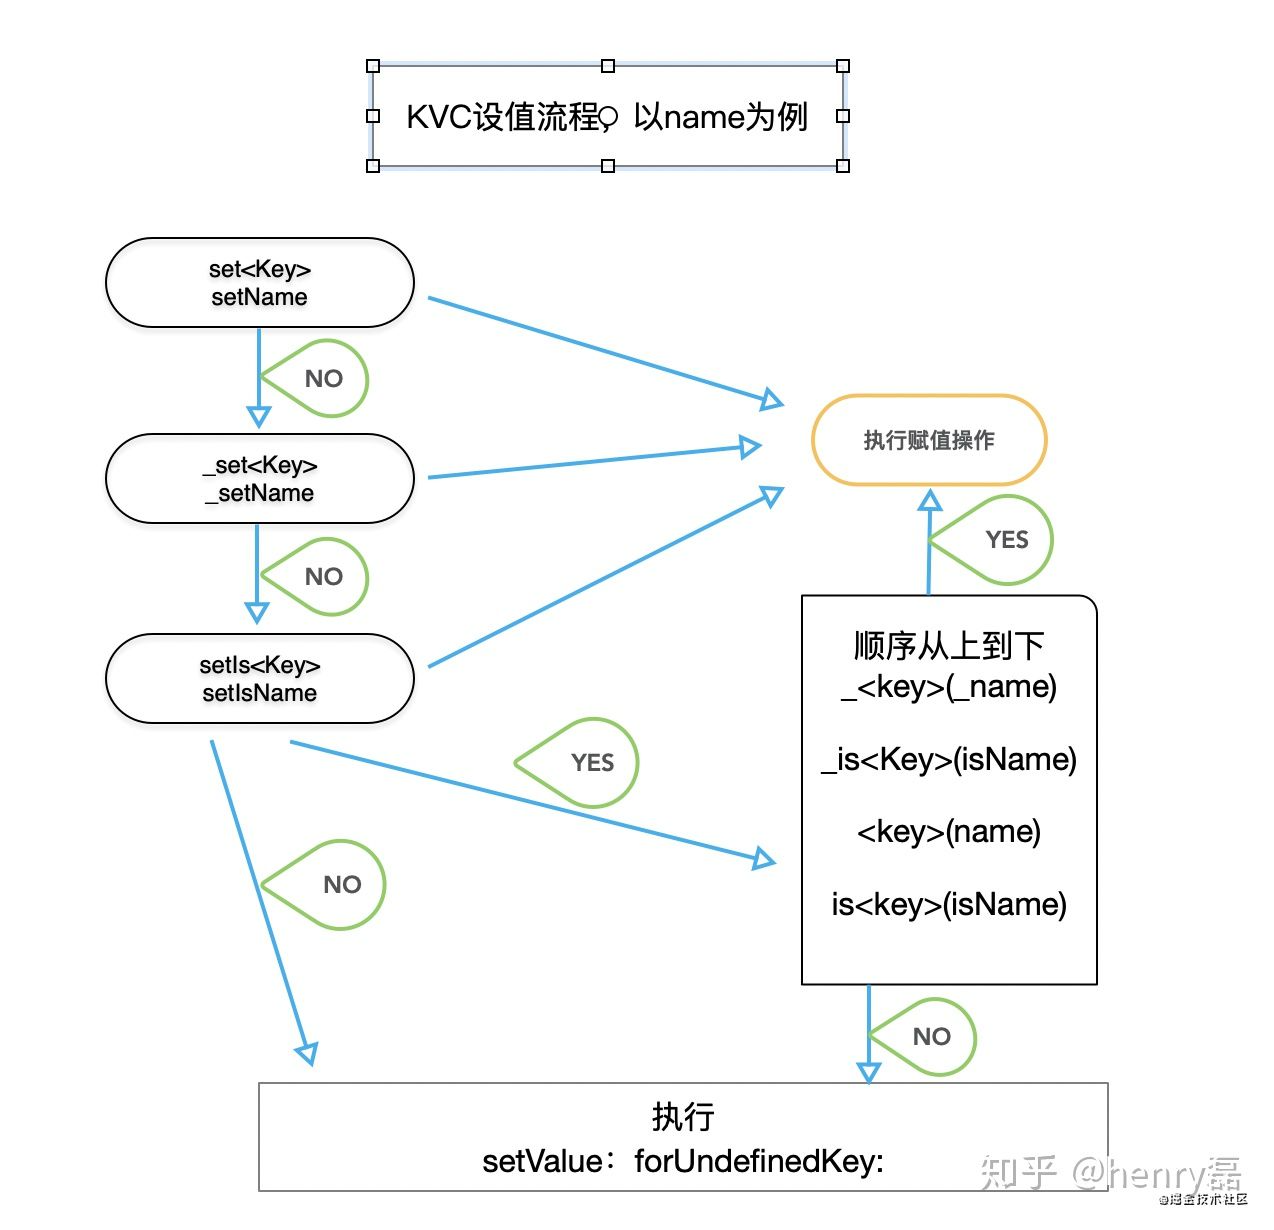 KVC设值流程，以name为例
set<Key>
setName
NO
_set<Key>
_setName
NO
setIs<Key>
setIsName
执行赋值操作
YES
顺序从上到下
_<key>(_name)
_is<Key>(isName)
<key>(name)
is<key>(isName)
YES
NO
NO
执行
setValue：forUndefinedKey:
知乎 @henry磊
@掘金技术社区